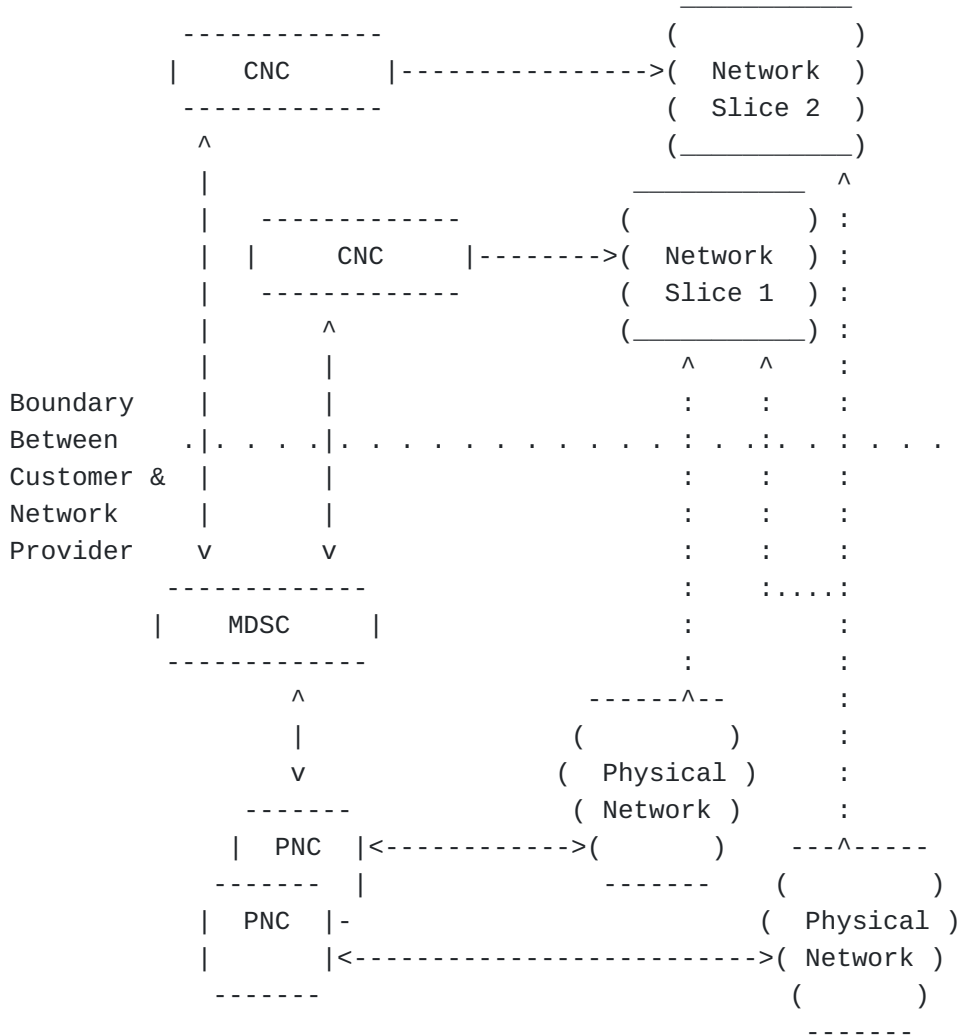 CNC
Network
Slice 2
CNC
Network
Slice 1
Boundary
Between
Customer &
Network
Provider
MDSC
Physical
Network
PNC
PNC
Physical
Network